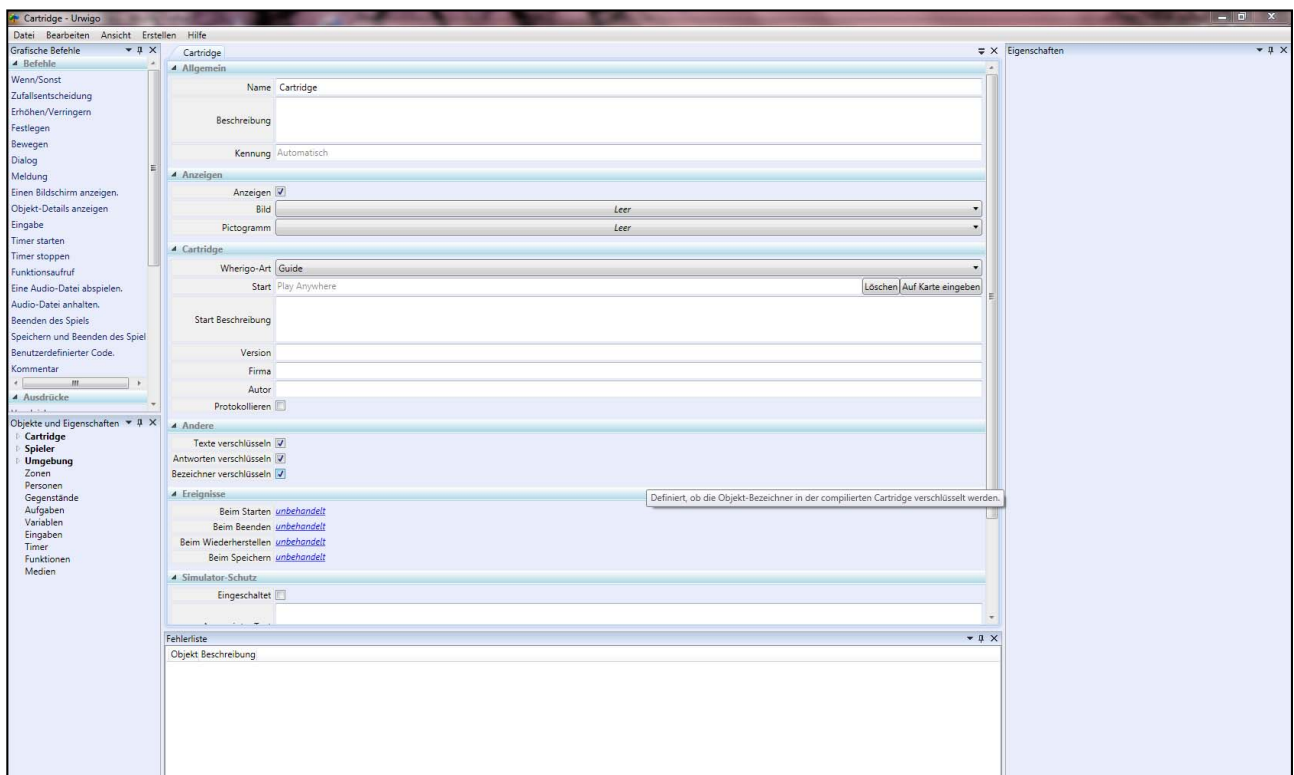 Cartridge - Urwigo
Datei Bearbeiten Ansicht Erstellen Hilfe
Grafische Befehle
Befehle
Wenn/Sonst
Zufallsentscheidung
Erhöhen/Verringern
Festlegen
Bewegen
Dialog
Meldung
Einen Bildschirm anzeigen.
Objekt-Details anzeigen
Eingabe
Timer starten
Timer stoppen
Funktionsaufruf
Eine Audio-Datei abspielen.
Audio-Datei anhalten.
Beenden des Spiels
Speichern und Beenden des Spiel
Benutzerdefinierter Code.
Kommentar
Ausdrücke
Objekte und Eigenschaften
Cartridge
Spieler
Umgebung
Zonen
Personen
Gegenstände
Aufgaben
Variablen
Eingaben
Timer
Funktionen
Medien
Cartridge
Allgemein
Name Cartridge
Beschreibung
Kennung Automatisch
Anzeigen
Anzeigen
Bild Leer
Pictogramm Leer
Cartridge
Wherigo-Art Guide
Start Play Anywhere Löschen Auf Karte eingeben
Start Beschreibung
Version
Firma
Autor
Protokollieren
Andere
Texte verschlüsseln
Antworten verschlüsseln
Bezeichner verschlüsseln
Definiert, ob die Objekt-Bezeichner in der compilierten Cartridge verschlüsselt werden.
Ereignisse
Beim Starten unbehandelt
Beim Beenden unbehandelt
Beim Wiederherstellen unbehandelt
Beim Speichern unbehandelt
Simulator-Schutz
Eingeschaltet
Fehlerliste
Objekt Beschreibung
Eigenschaften